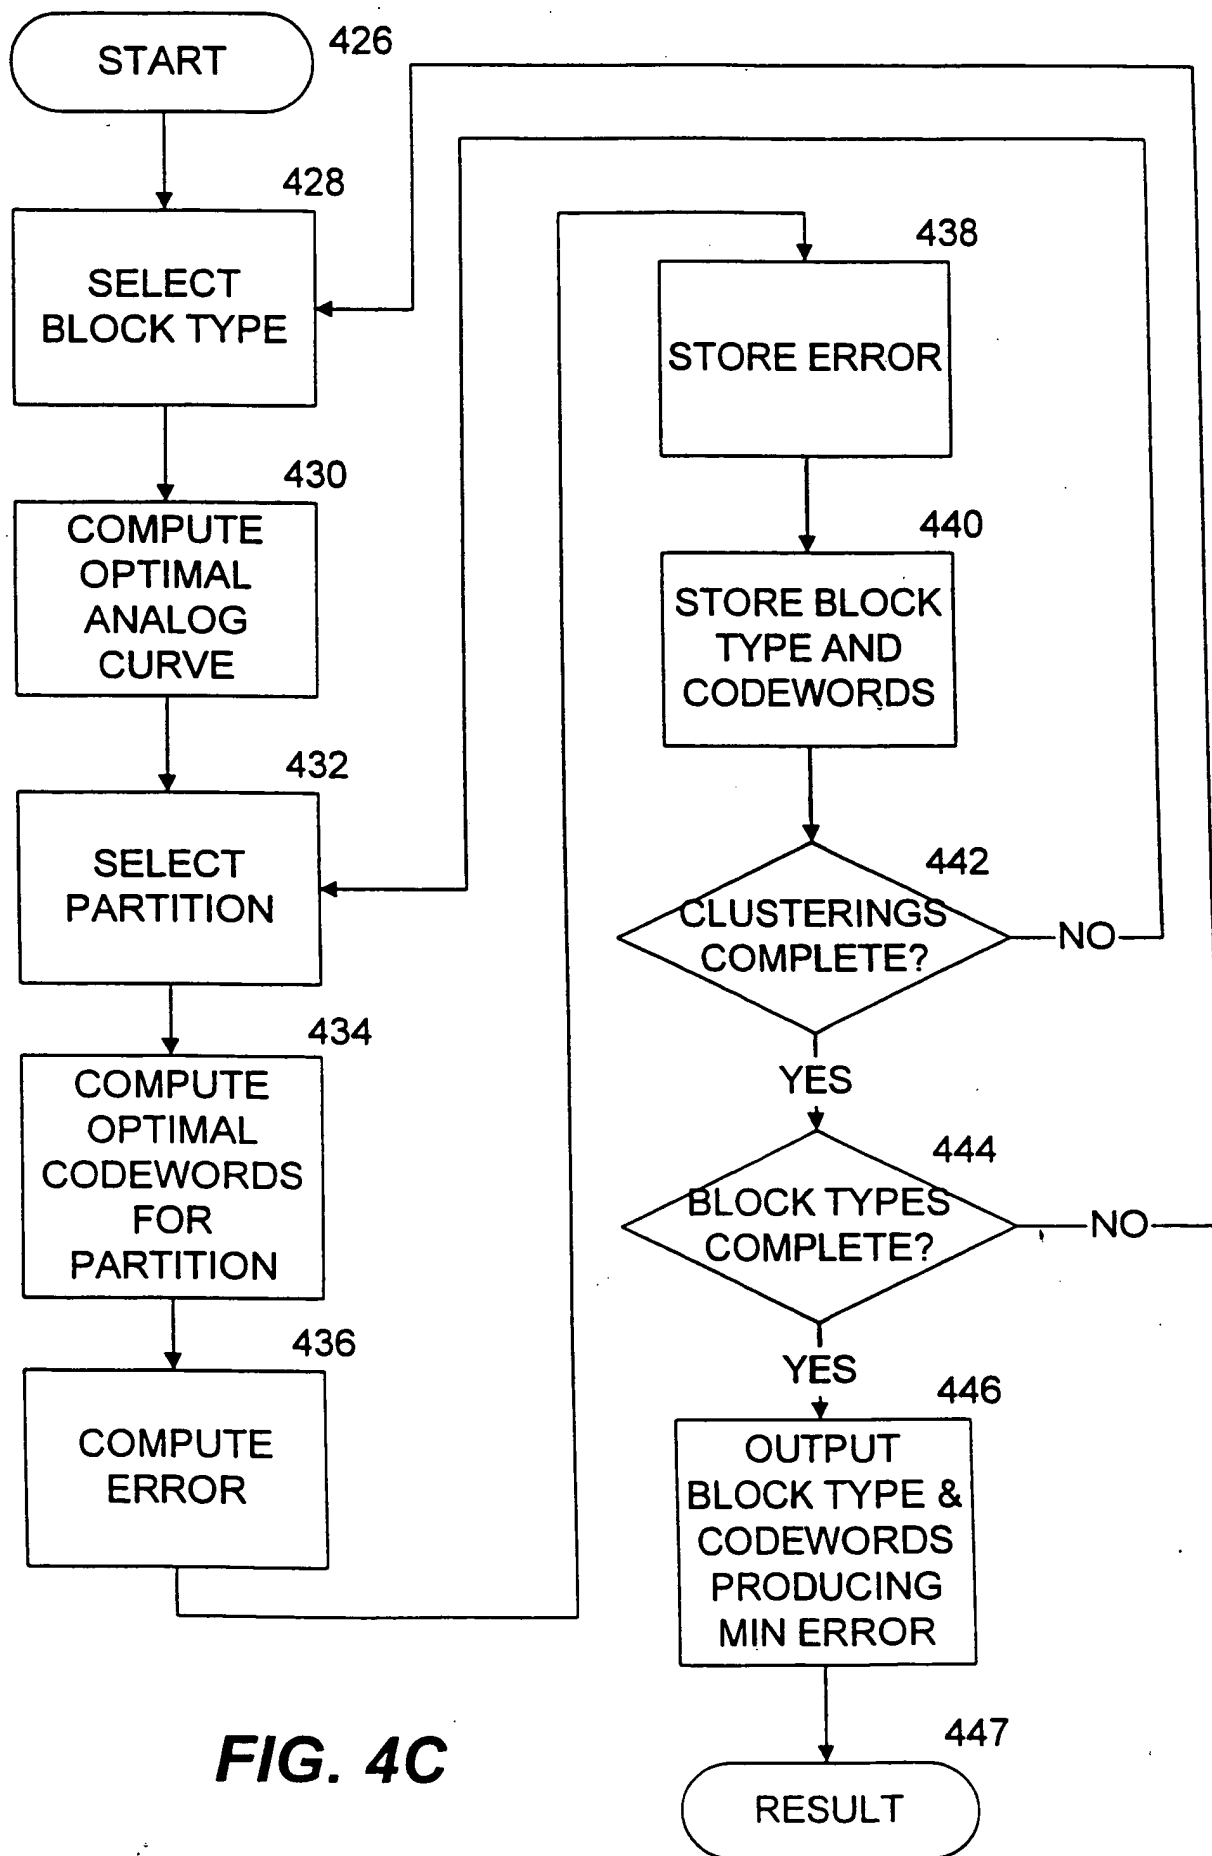 START
426
428
SELECT
BLOCK TYPE
430
COMPUTE
OPTIMAL
ANALOG
CURVE
432
SELECT
PARTITION
434
COMPUTE
OPTIMAL
CODEWORDS
FOR
PARTITION
436
COMPUTE
ERROR
438
STORE ERROR
440
STORE BLOCK
TYPE AND
CODEWORDS
442
CLUSTERINGS
COMPLETE?
NO
YES
444
BLOCK TYPES
COMPLETE?
NO
YES
446
OUTPUT
BLOCK TYPE &
CODEWORDS
PRODUCING
MIN ERROR
447
RESULT
FIG. 4C